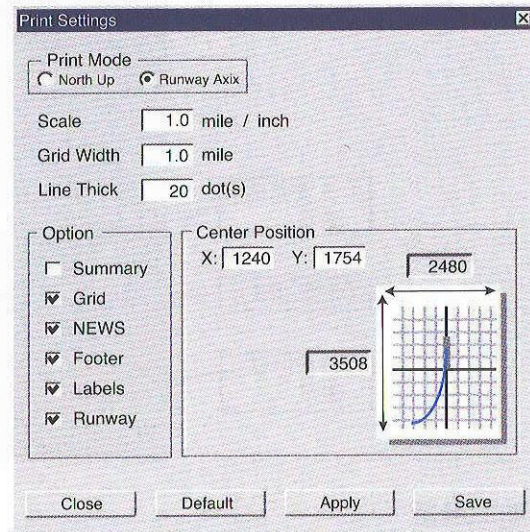 Print Settings
Print Mode
North Up Runway Axix
Scale 1.0 mile / inch
Grid Width 1.0 mile
Line Thick 20 dot(s)
Option
Summary
Grid
NEWS
Footer
Labels
Runway
Center Position
X: 1240 Y: 1754
2480
3508
Close Default Apply Save